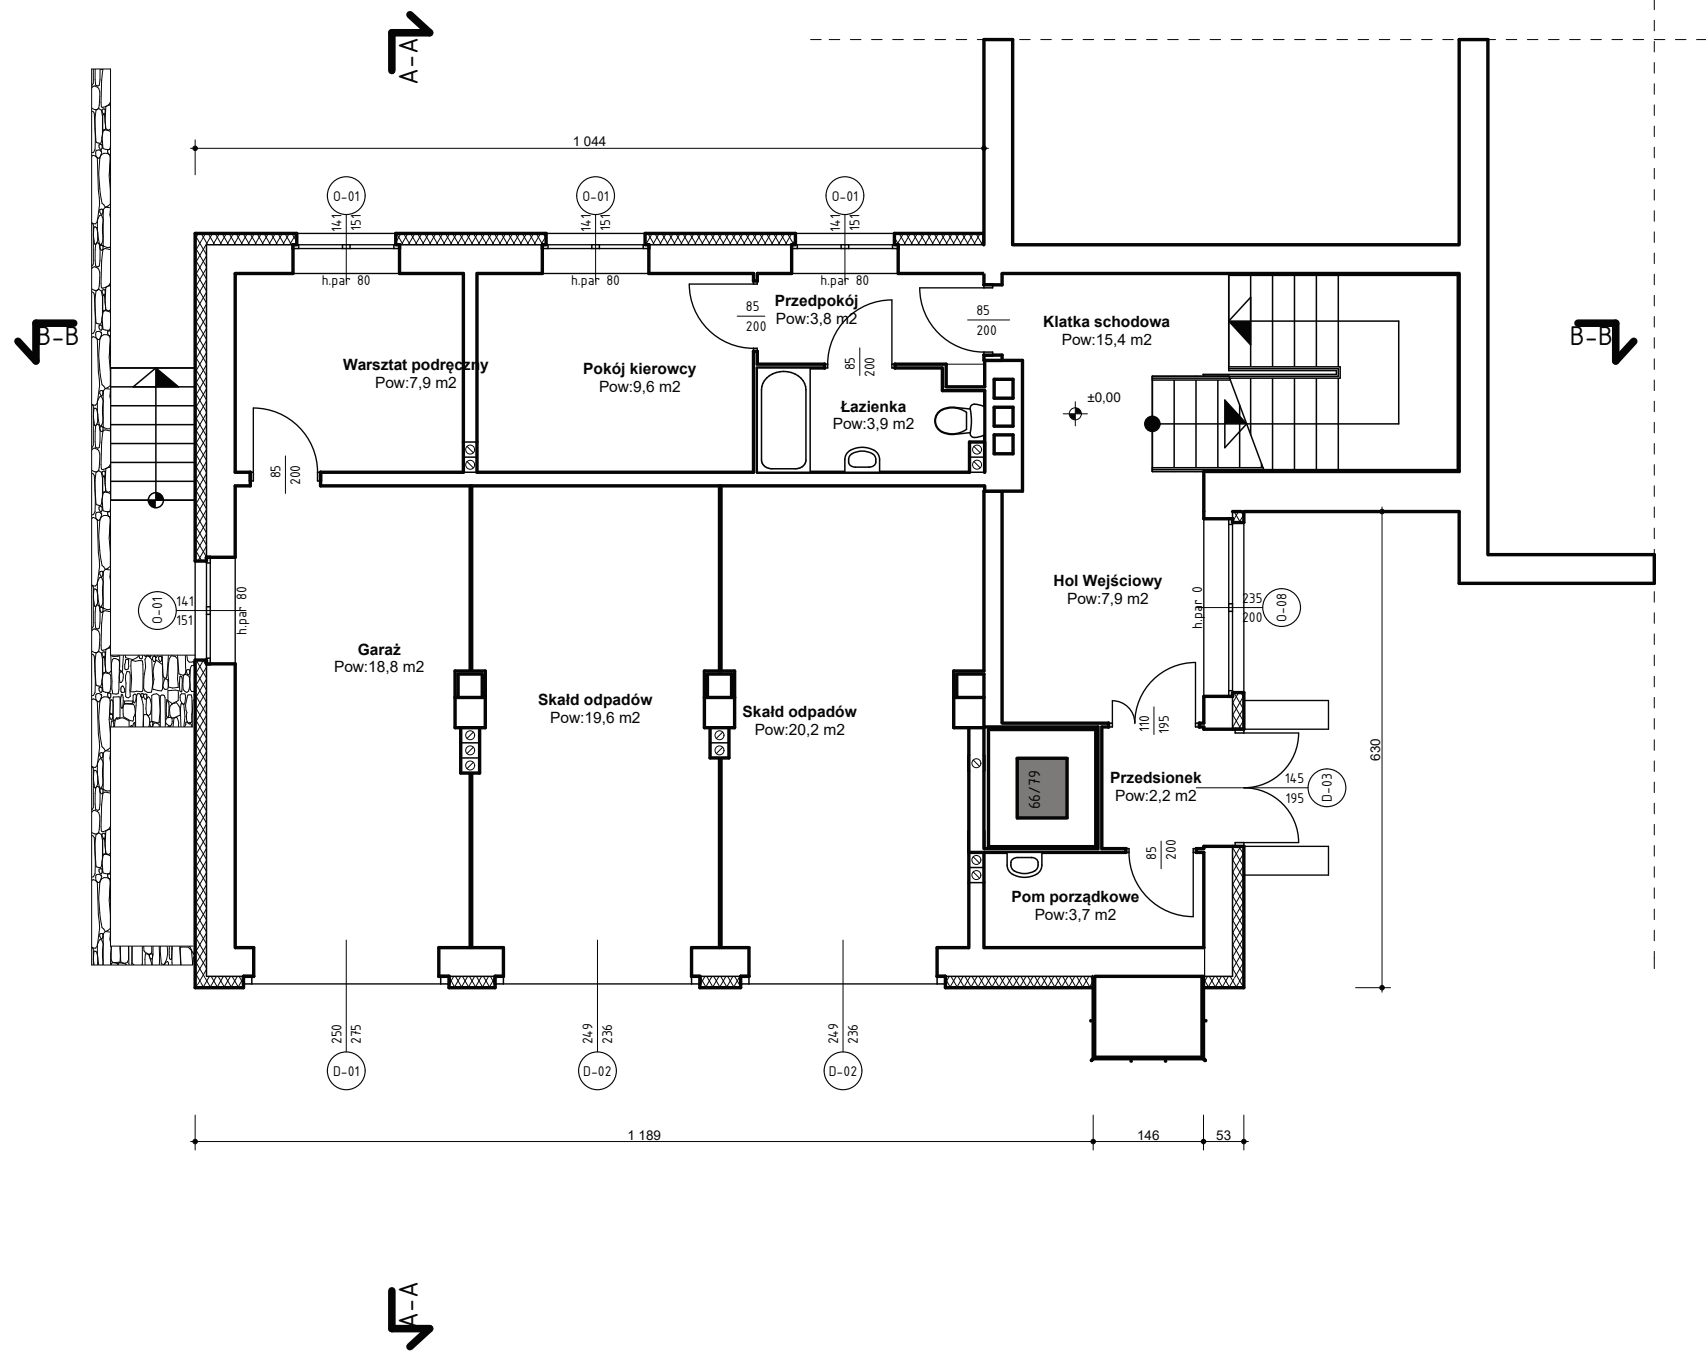 A-A
1 044
O-01
141
151
O-01
141
151
O-01
141
151
h.par 80
h.par 80
h.par 80
B-B
B-B
Przedpokój
Pow:3,8 m2
85
200
85
200
Klatka schodowa
Pow:15,4 m2
Warsztat podręczny
Pow:7,9 m2
Pokój kierowcy
Pow:9,6 m2
85
200
Łazienka
Pow:3,9 m2
±0,00
85
200
O-01
141
151
h.par 80
Hol Wejściowy
Pow:7,9 m2
h.par 0
235
200
O-08
Garaż
Pow:18,8 m2
Skałd odpadów
Pow:19,6 m2
Skałd odpadów
Pow:20,2 m2
110
195
630
66/79
Przedsionek
Pow:2,2 m2
145
195
D-03
85
200
Pom porządkowe
Pow:3,7 m2
250
275
D-01
249
236
D-02
249
236
D-02
1 189
146
53
A-A